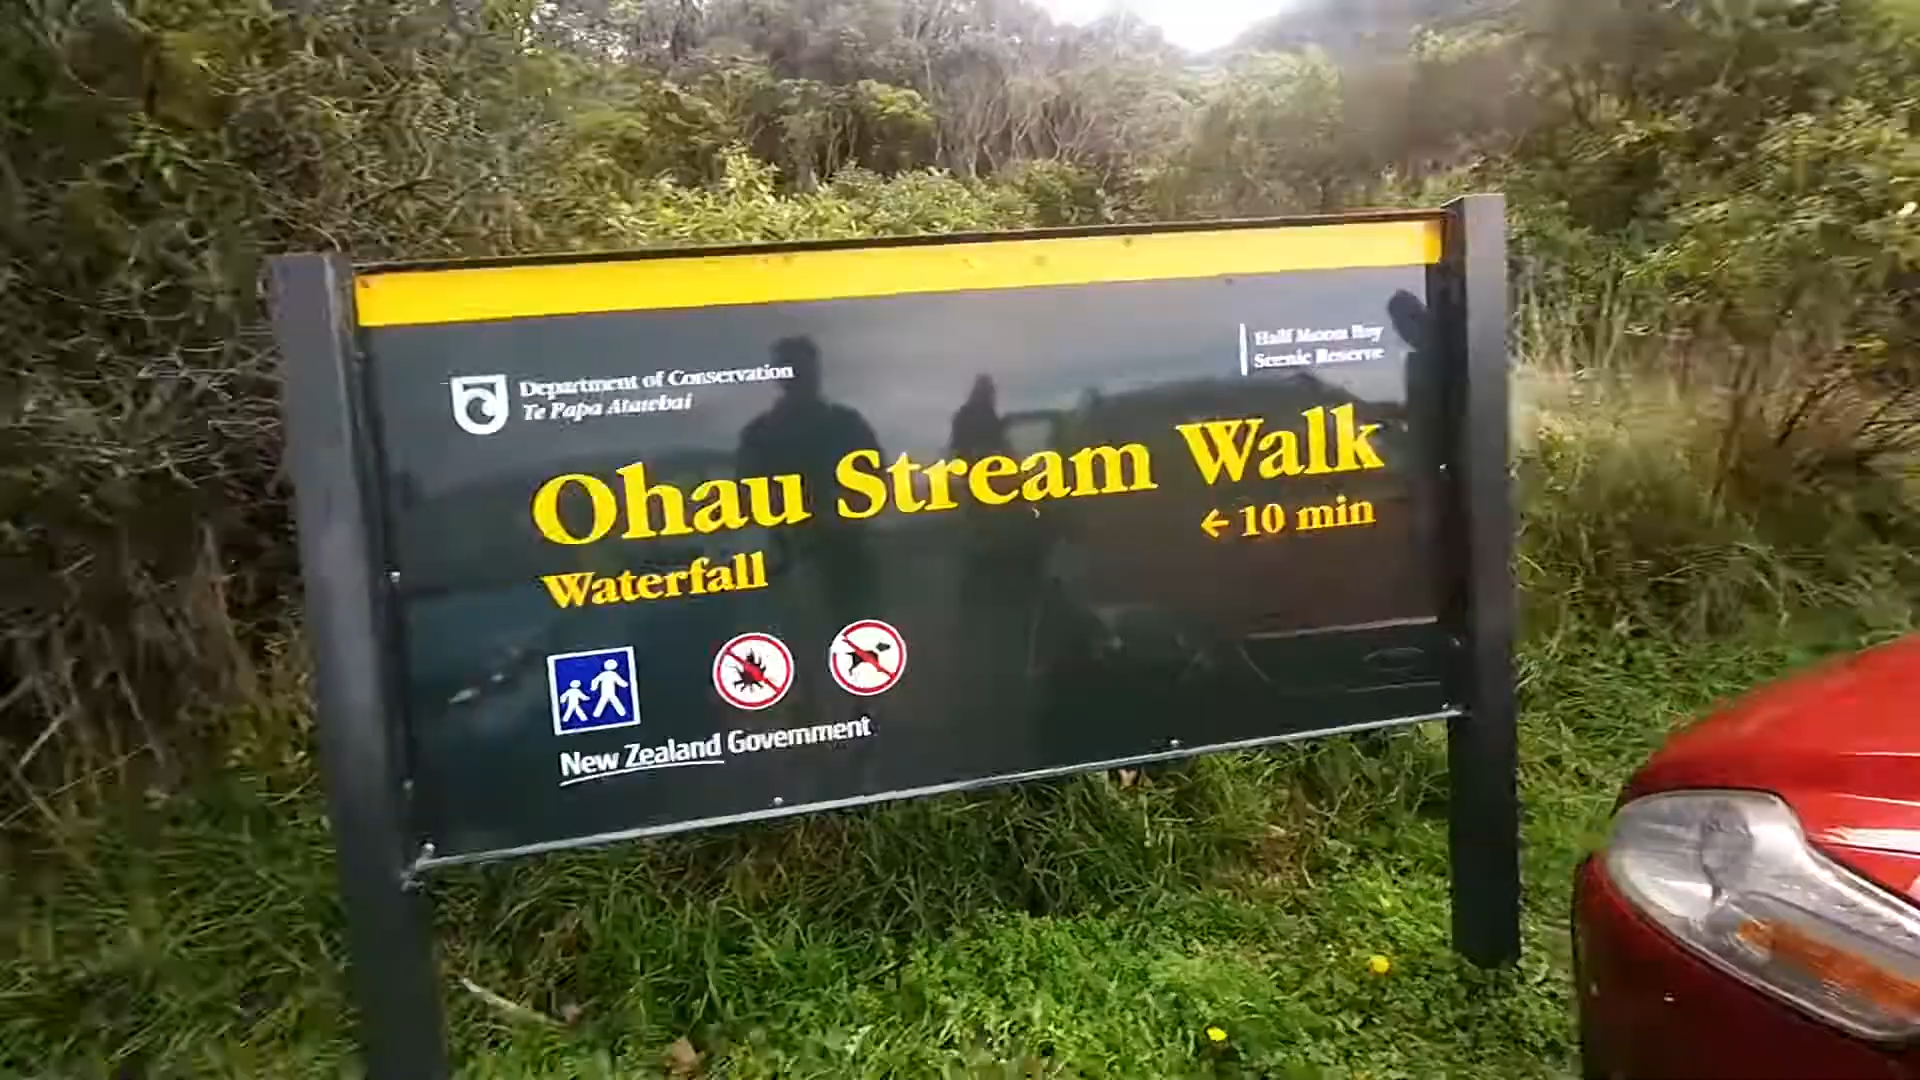 Department of Conservation
Te Papa Atawhai
Half Moon Bay
Scenic Reserve
Ohau Stream Walk
← 10 min
Waterfall
New Zealand Government